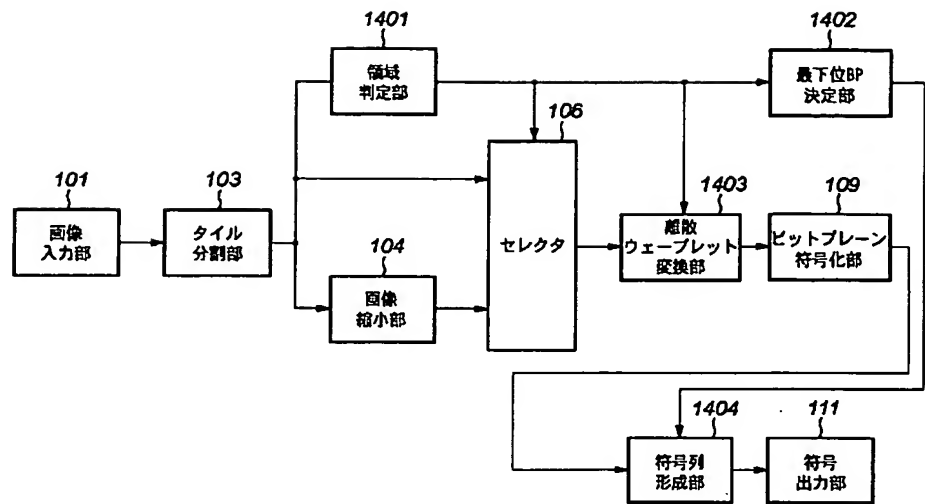 1401
領域
判定部
1402
最下位BP
決定部
106
セレクタ
101
画像
入力部
103
タイル
分割部
104
画像
縮小部
1403
離散
ウェーブレット
変換部
109
ビットプレーン
符号化部
1404
符号列
形成部
111
符号
出力部